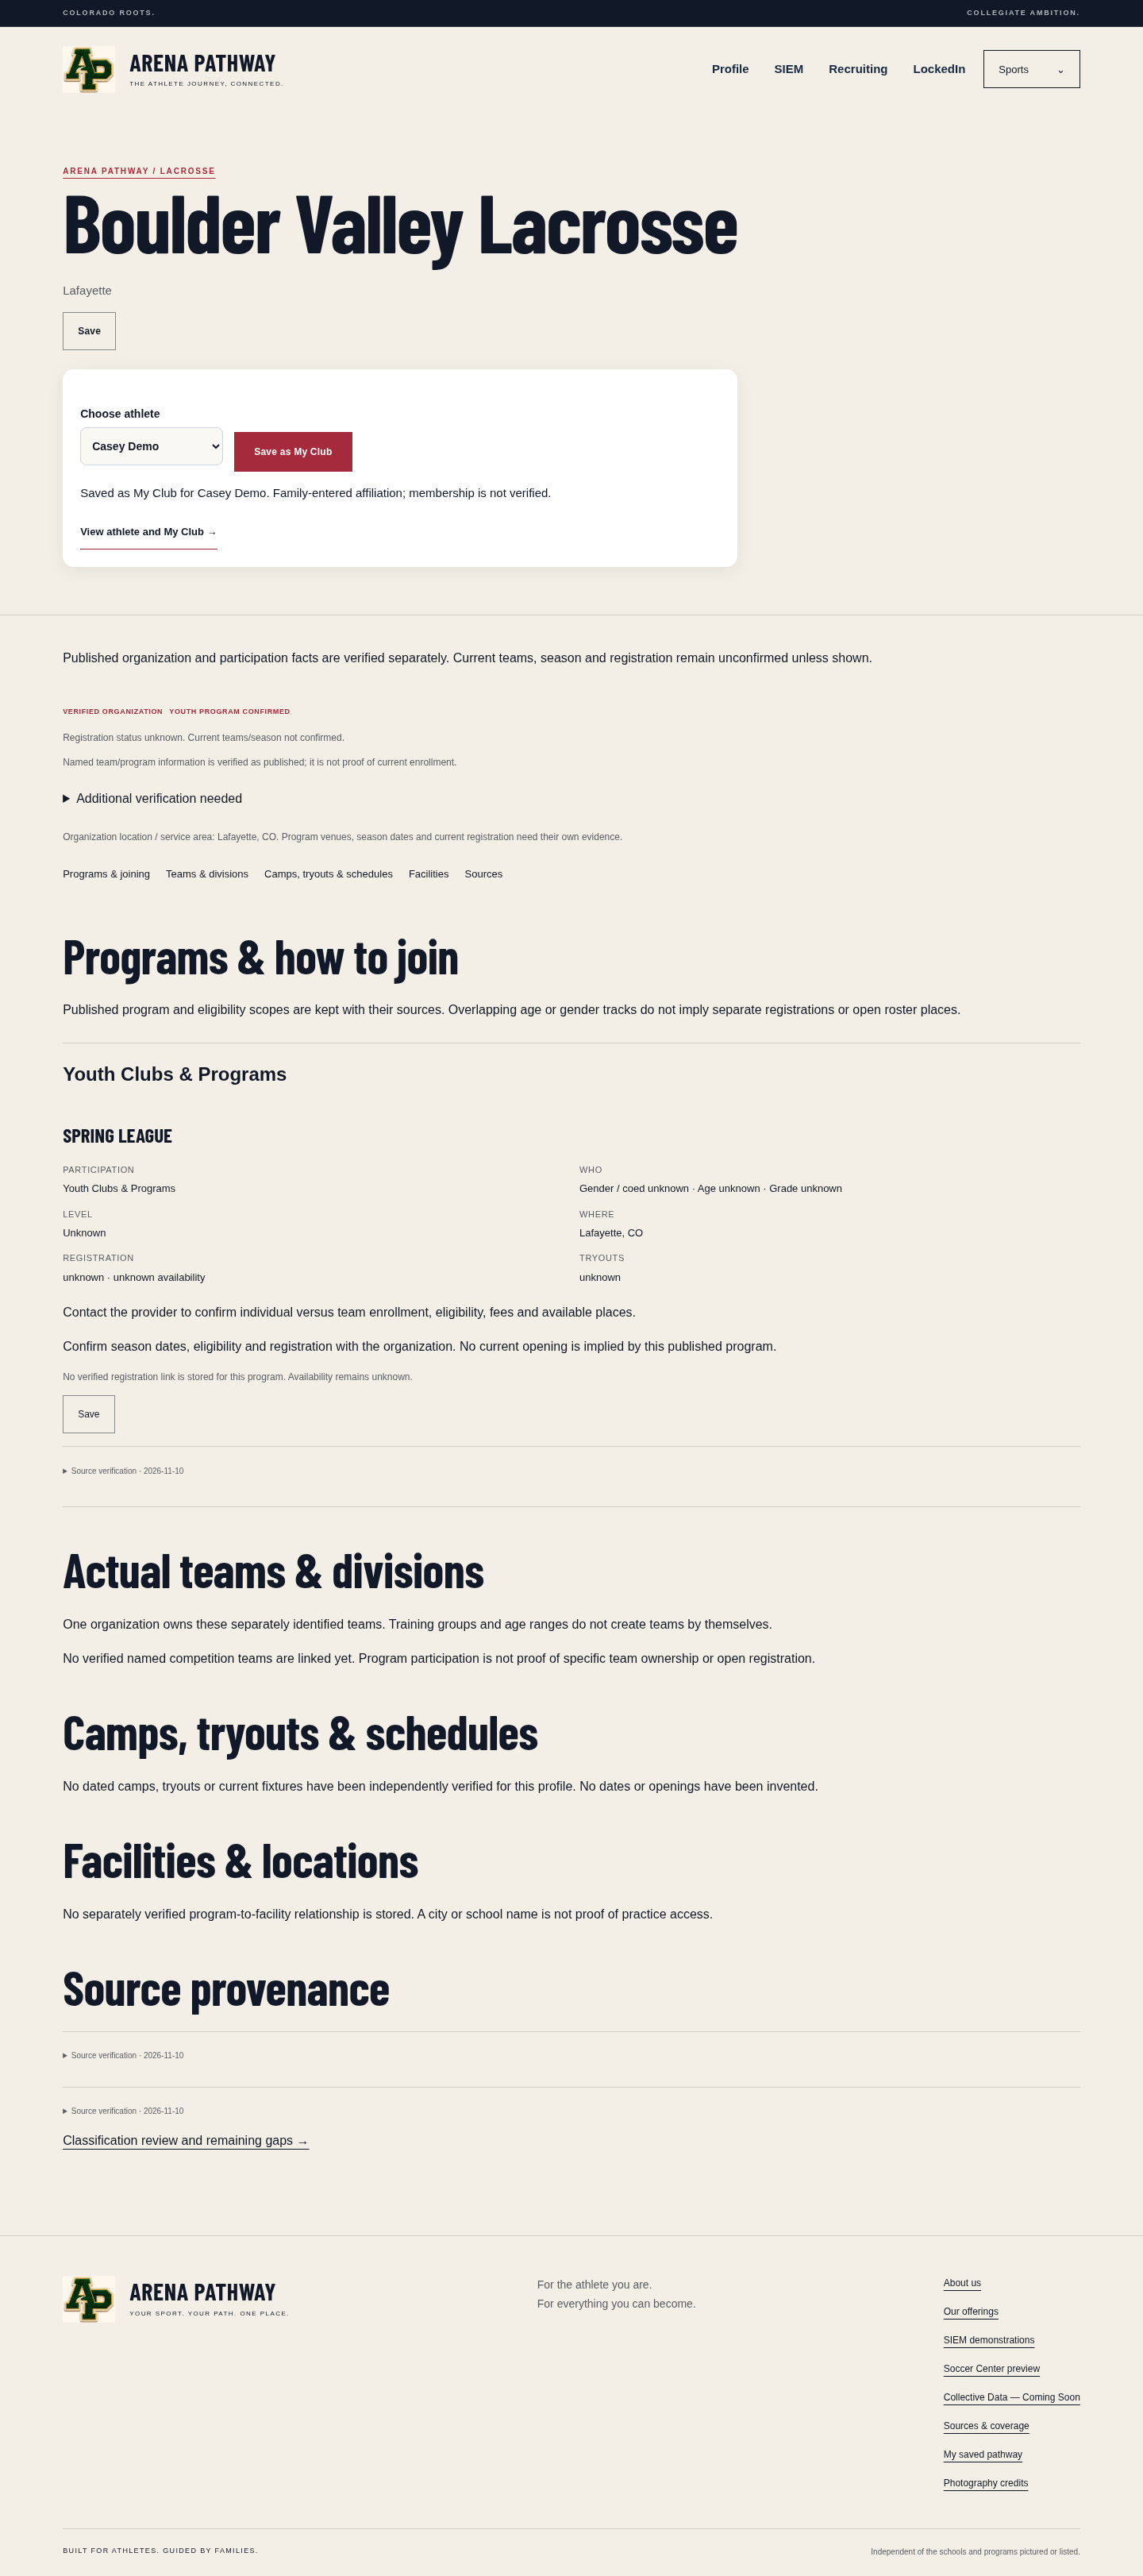 COLORADO ROOTS.
COLLEGIATE AMBITION.
AP
ARENA PATHWAY
THE ATHLETE JOURNEY, CONNECTED.
Profile
SIEM
Recruiting
LockedIn
Sports
ARENA PATHWAY / LACROSSE
Boulder Valley Lacrosse
Lafayette
Save
Choose athlete
Casey Demo
Save as My Club
Saved as My Club for Casey Demo. Family-entered affiliation; membership is not verified.
View athlete and My Club →
Published organization and participation facts are verified separately. Current teams, season and registration remain unconfirmed unless shown.
VERIFIED ORGANIZATION YOUTH PROGRAM CONFIRMED
Registration status unknown. Current teams/season not confirmed.
Named team/program information is verified as published; it is not proof of current enrollment.
▶ Additional verification needed
Organization location / service area: Lafayette, CO. Program venues, season dates and current registration need their own evidence.
Programs & joining
Teams & divisions
Camps, tryouts & schedules
Facilities
Sources
Programs & how to join
Published program and eligibility scopes are kept with their sources. Overlapping age or gender tracks do not imply separate registrations or open roster places.
Youth Clubs & Programs
SPRING LEAGUE
PARTICIPATION
Youth Clubs & Programs
WHO
Gender / coed unknown · Age unknown · Grade unknown
LEVEL
Unknown
WHERE
Lafayette, CO
REGISTRATION
unknown · unknown availability
TRYOUTS
unknown
Contact the provider to confirm individual versus team enrollment, eligibility, fees and available places.
Confirm season dates, eligibility and registration with the organization. No current opening is implied by this published program.
No verified registration link is stored for this program. Availability remains unknown.
Save
▶ Source verification · 2026-11-10
Actual teams & divisions
One organization owns these separately identified teams. Training groups and age ranges do not create teams by themselves.
No verified named competition teams are linked yet. Program participation is not proof of specific team ownership or open registration.
Camps, tryouts & schedules
No dated camps, tryouts or current fixtures have been independently verified for this profile. No dates or openings have been invented.
Facilities & locations
No separately verified program-to-facility relationship is stored. A city or school name is not proof of practice access.
Source provenance
▶ Source verification · 2026-11-10
▶ Source verification · 2026-11-10
Classification review and remaining gaps →
AP
ARENA PATHWAY
YOUR SPORT. YOUR PATH. ONE PLACE.
For the athlete you are.
For everything you can become.
About us
Our offerings
SIEM demonstrations
Soccer Center preview
Collective Data — Coming Soon
Sources & coverage
My saved pathway
Photography credits
BUILT FOR ATHLETES. GUIDED BY FAMILIES.
Independent of the schools and programs pictured or listed.